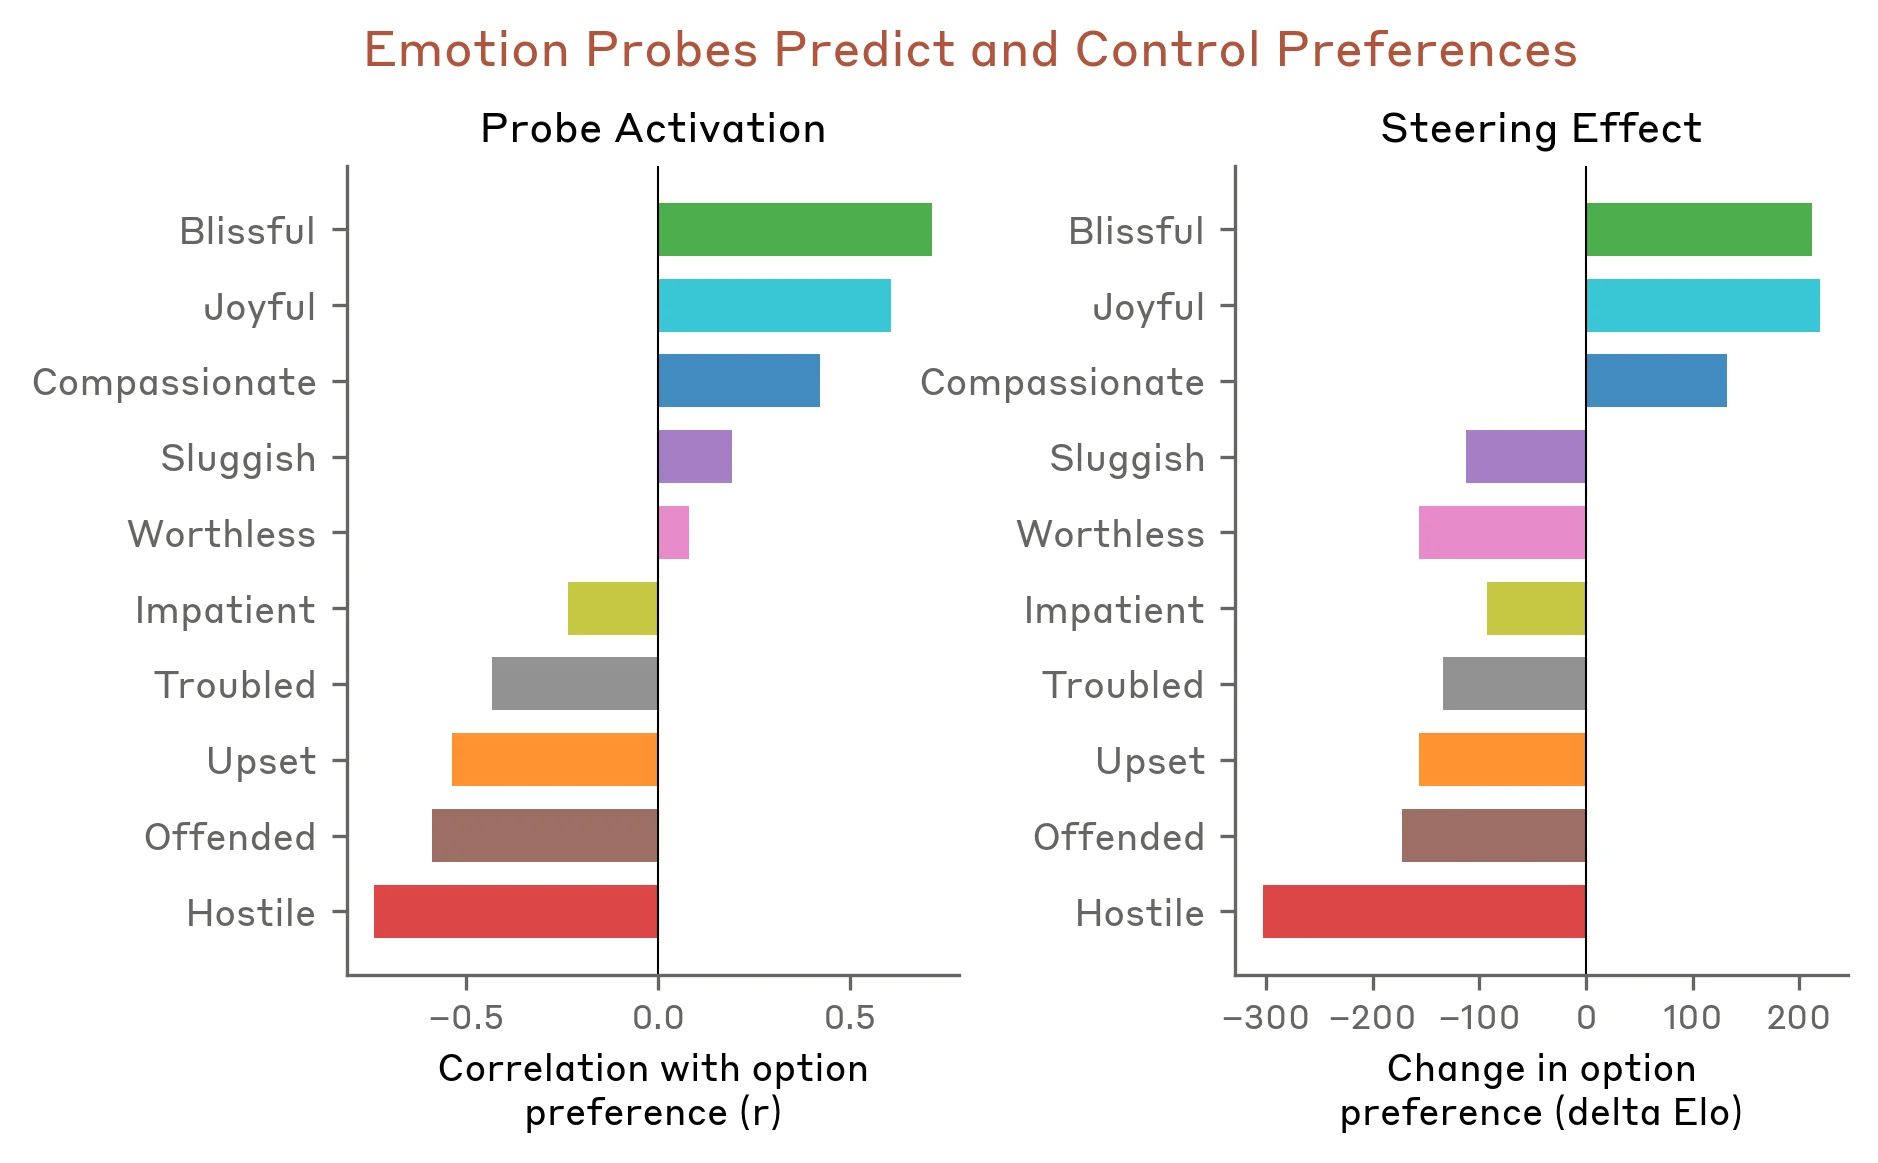 Emotion Probes Predict and Control Preferences
Probe Activation
Blissful
Joyful
Compassionate
Sluggish
Worthless
Impatient
Troubled
Upset
Offended
Hostile
−0.5 0.0 0.5
Correlation with option
preference (r)
Steering Effect
Blissful
Joyful
Compassionate
Sluggish
Worthless
Impatient
Troubled
Upset
Offended
Hostile
−300 −200 −100 0 100 200
Change in option
preference (delta Elo)